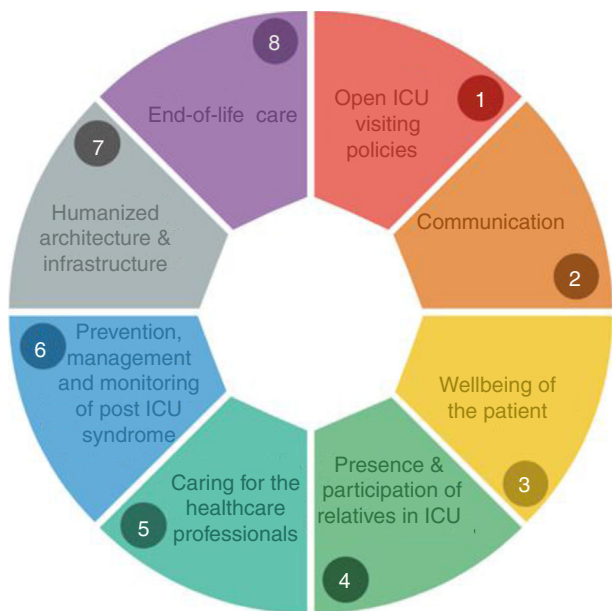 1
Open ICU
visiting
policies
Communication
2
Wellbeing of
the patient
3
Presence &
participation of
relatives in ICU
4
Caring for the
healthcare
professionals
5
6
Prevention,
management
and monitoring
of post ICU
syndrome
7
Humanized
architecture &
infrastructure
8
End-of-life care